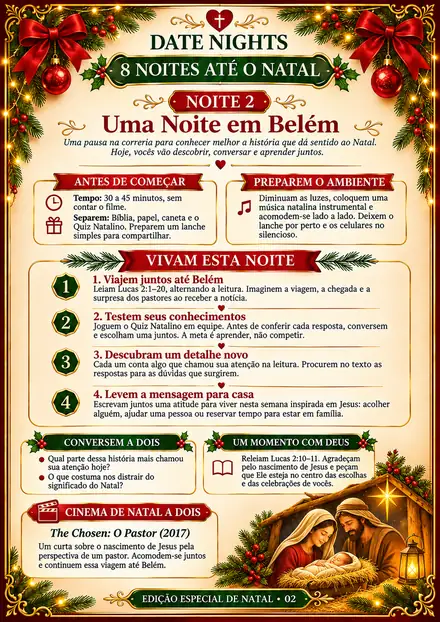 DATE NIGHTS
8 NOITES ATÉ O NATAL
NOITE 2
Uma Noite em Belém
Uma pausa na correria para conhecer melhor a história que dá sentido ao Natal.
Hoje, vocês vão descobrir, conversar e aprender juntos.
ANTES DE COMEÇAR
Tempo: 30 a 45 minutos, sem
contar o filme.
Separem: Bíblia, papel, caneta e o
Quiz Natalino. Preparem um lanche
simples para compartilhar.
PREPAREM O AMBIENTE
Diminuam as luzes, coloquem uma
música natalina instrumental e
acomodem-se lado a lado. Deixem o
lanche por perto e os celulares no
silencioso.
VIVAM ESTA NOITE
1
1. Viajem juntos até Belém
Leiam Lucas 2:1–20, alternando a leitura. Imaginem a viagem, a chegada e a
surpresa dos pastores ao receber a notícia.
2
2. Testem seus conhecimentos
Joguem o Quiz Natalino em equipe. Antes de conferir cada resposta, conversem
e escolham uma juntos. A meta é aprender, não competir.
3
3. Descubram um detalhe novo
Cada um conta algo que chamou sua atenção na leitura. Procurem no texto as
respostas para as dúvidas que surgirem.
4
4. Levem a mensagem para casa
Escrevam juntos uma atitude para viver nesta semana inspirada em Jesus: acolher
alguém, ajudar uma pessoa ou reservar tempo para estar em família.
CONVERSEM A DOIS
Qual parte dessa história mais chamou
sua atenção hoje?
O que costuma nos distrair do
significado do Natal?
UM MOMENTO COM DEUS
Releiam Lucas 2:10–11. Agradeçam
pelo nascimento de Jesus e peçam
que Ele esteja no centro das escolhas
e das celebrações de vocês.
CINEMA DE NATAL A DOIS
The Chosen: O Pastor (2017)
Um curta sobre o nascimento de Jesus pela
perspectiva de um pastor. Acomodem-se juntos
e continuem essa viagem até Belém.
EDIÇÃO ESPECIAL DE NATAL • 02